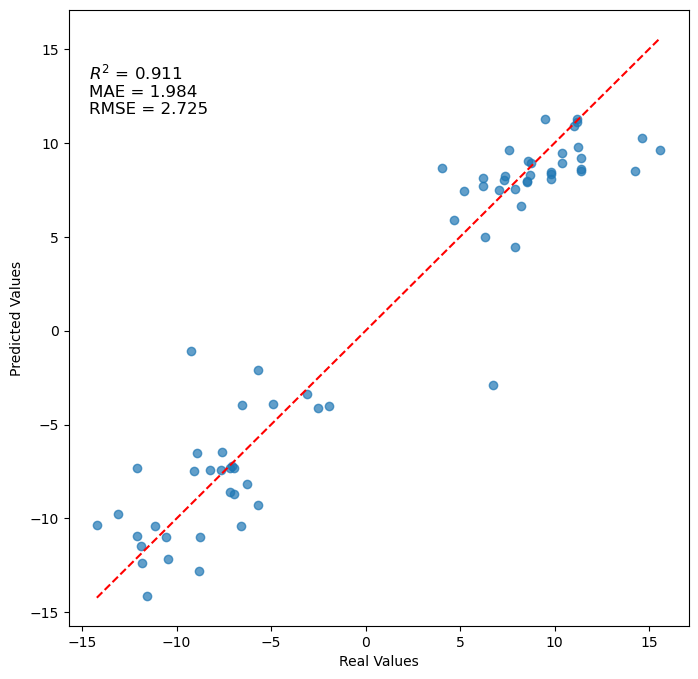 R² = 0.911
MAE = 1.984
RMSE = 2.725
15
10
5
0
−5
−10
−15
Predicted Values
−15 −10 −5 0 5 10 15
Real Values